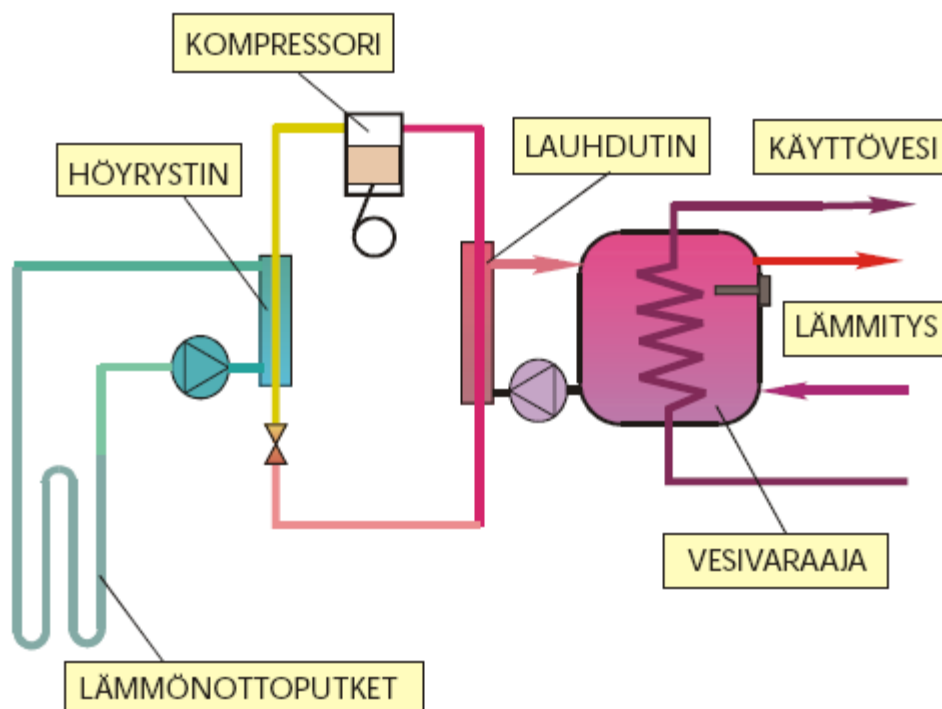 KOMPRESSORI
LAUHDUTIN
KÄYTTÖVESI
HÖYRYSTIN
LÄMMITYS
VESIVARAAJA
LÄMMÖNOTTOPUTKET